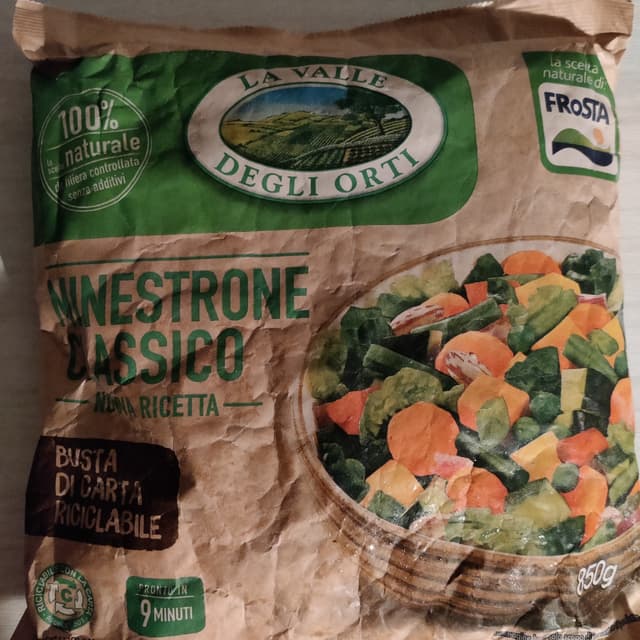 LA VALLE
DEGLI ORTI
100%
naturale
filiera controllata
senza additivi
la scelta
naturale di
FRoSTA
MINESTRONE
CLASSICO
NUOVA RICETTA
BUSTA
DI CARTA
RICICLABILE
PRONTO IN
9 MINUTI
850g